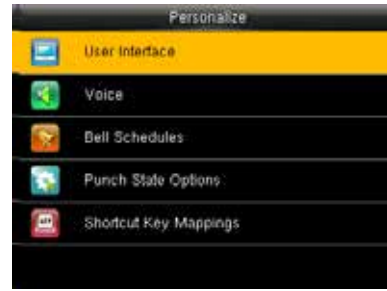 Personalize
User Interface
Voice
Bell Schedules
Punch State Options
Shortcut Key Mappings